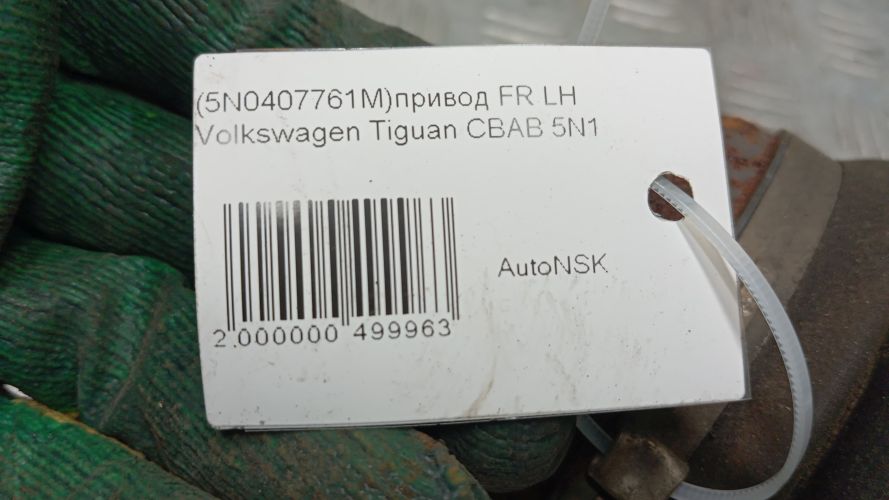 (5N0407761M)привод FR LH
Volkswagen Tiguan CBAB 5N1
AutoNSK
2 000000 499963